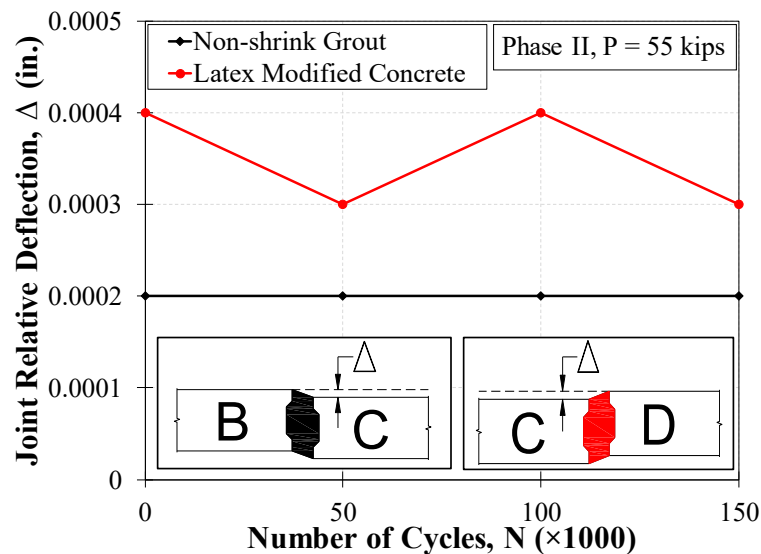 0.0005
Non-shrink Grout
Latex Modified Concrete
Phase II, P = 55 kips
0.0004
0.0003
0.0002
0.0001
0
Joint Relative Deflection, Δ (in.)
Δ
B
C
Δ
C
D
0
50
100
150
Number of Cycles, N (×1000)